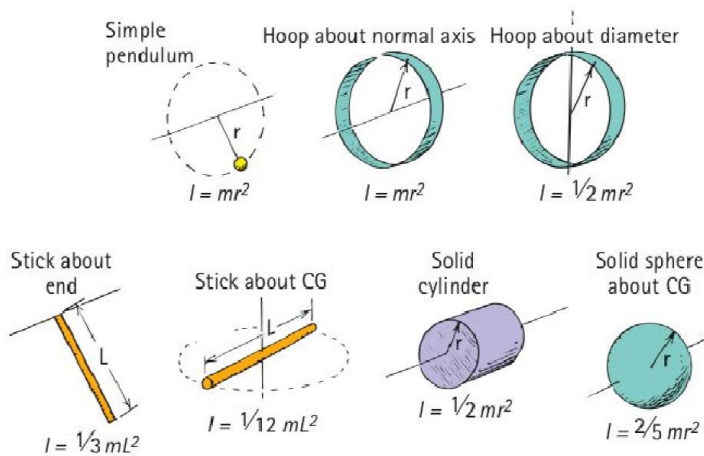 Simple
pendulum
r
I = mr²
Hoop about normal axis
r
I = mr²
Hoop about diameter
r
I = 1/2 mr²
Stick about
end
L
I = 1/3 mL²
Stick about CG
L
I = 1/12 mL²
Solid
cylinder
r
I = 1/2 mr²
Solid sphere
about CG
r
I = 2/5 mr²